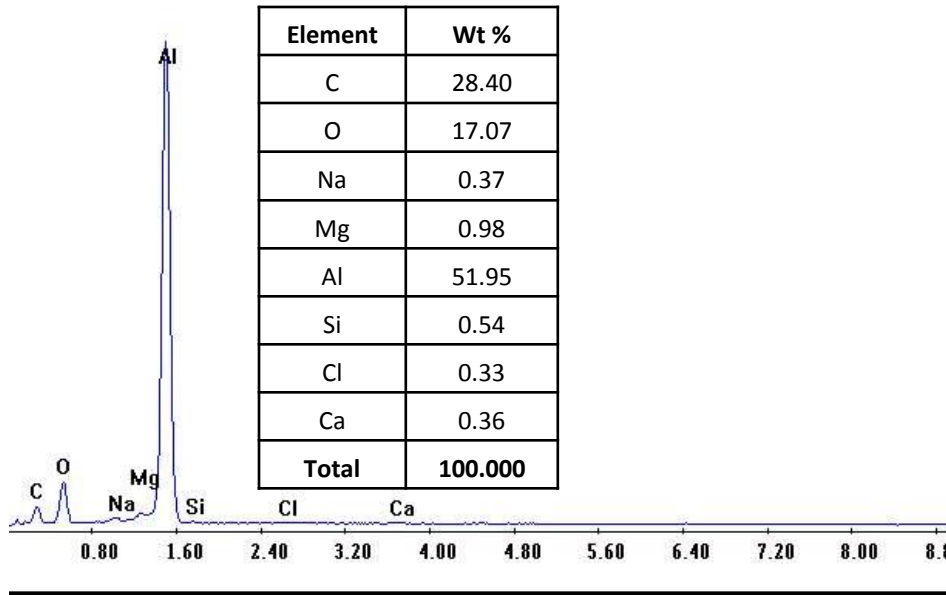 Element Wt %
C 28.40
O 17.07
Na 0.37
Mg 0.98
Al 51.95
Si 0.54
Cl 0.33
Ca 0.36
Total 100.000
Al
C O Na Mg Si Cl Ca
0.80 1.60 2.40 3.20 4.00 4.80 5.60 6.40 7.20 8.00